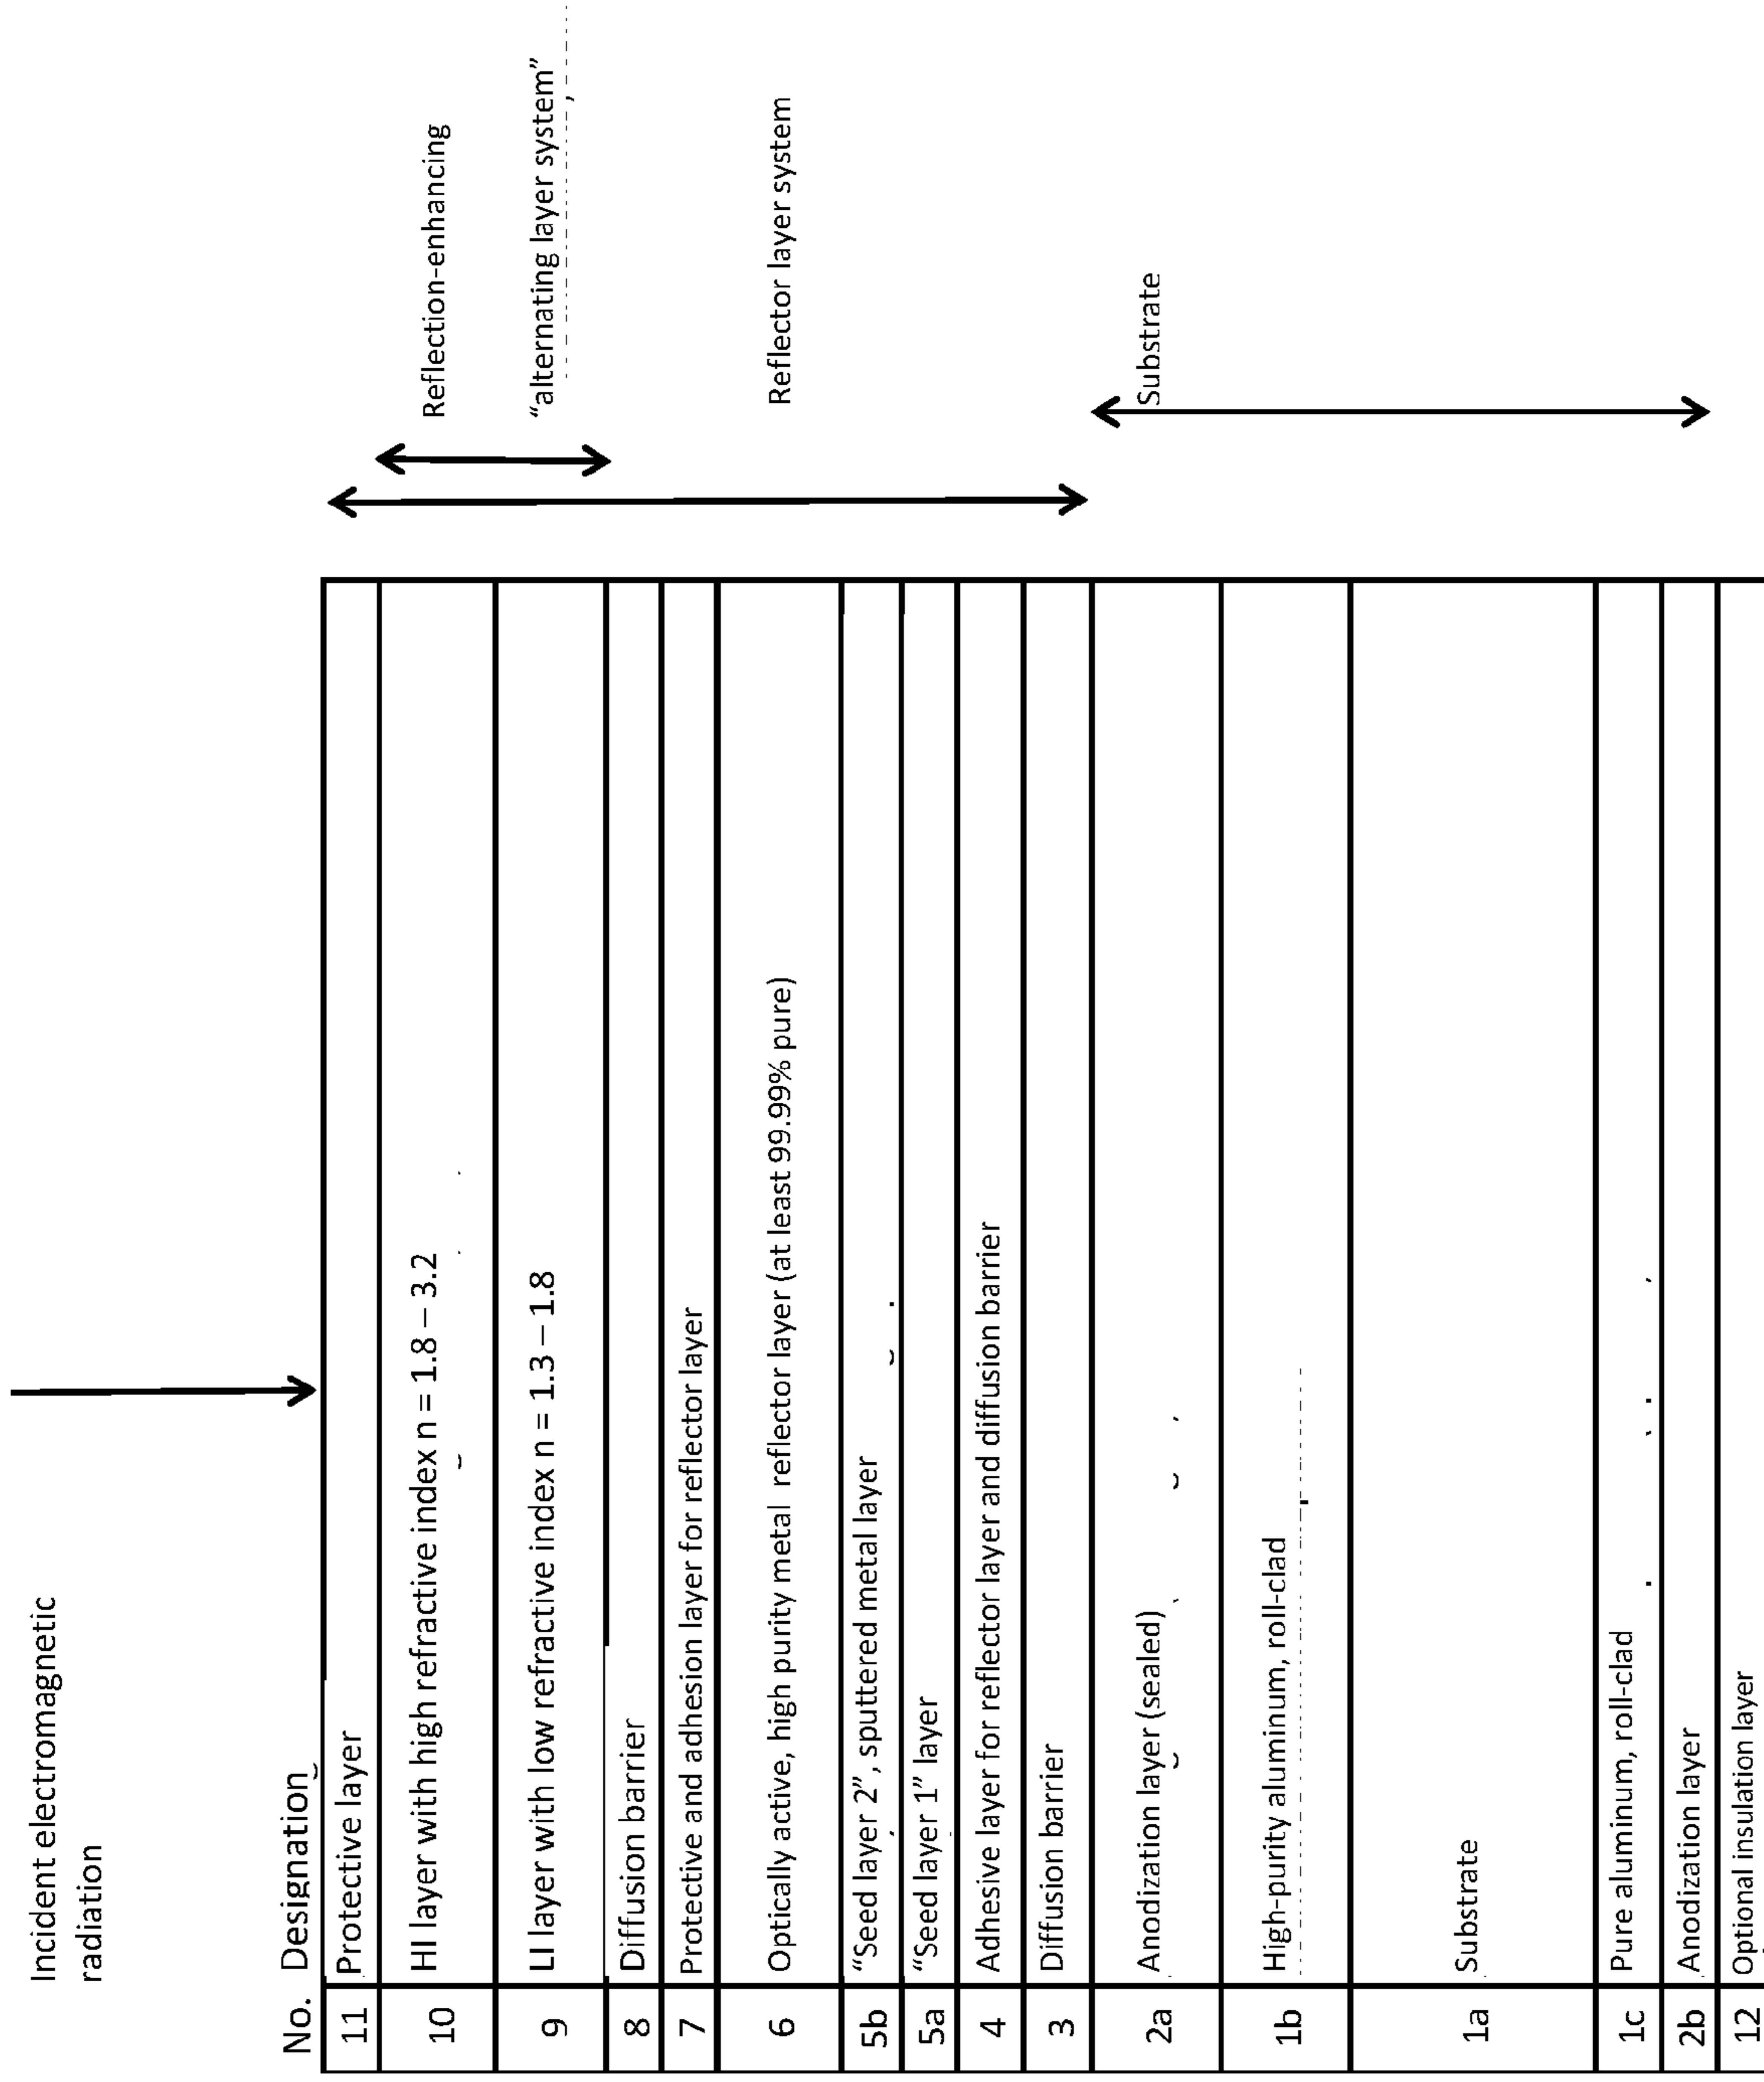 Incident electromagnetic
radiation
No. Designation
11 Protective layer
10 HI layer with high refractive index n = 1.8 – 3.2
9 LI layer with low refractive index n = 1.3 – 1.8
8 Diffusion barrier
7 Protective and adhesion layer for reflector layer
6 Optically active, high purity metal reflector layer (at least 99.99% pure)
5b “Seed layer 2”, sputtered metal layer
5a “Seed layer 1” layer
4 Adhesive layer for reflector layer and diffusion barrier
3 Diffusion barrier
2a Anodization layer (sealed)
1b High-purity aluminum, roll-clad
1a Substrate
1c Pure aluminum, roll-clad
2b Anodization layer
12 Optional insulation layer
Reflection-enhancing
“alternating layer system”
Reflector layer system
Substrate